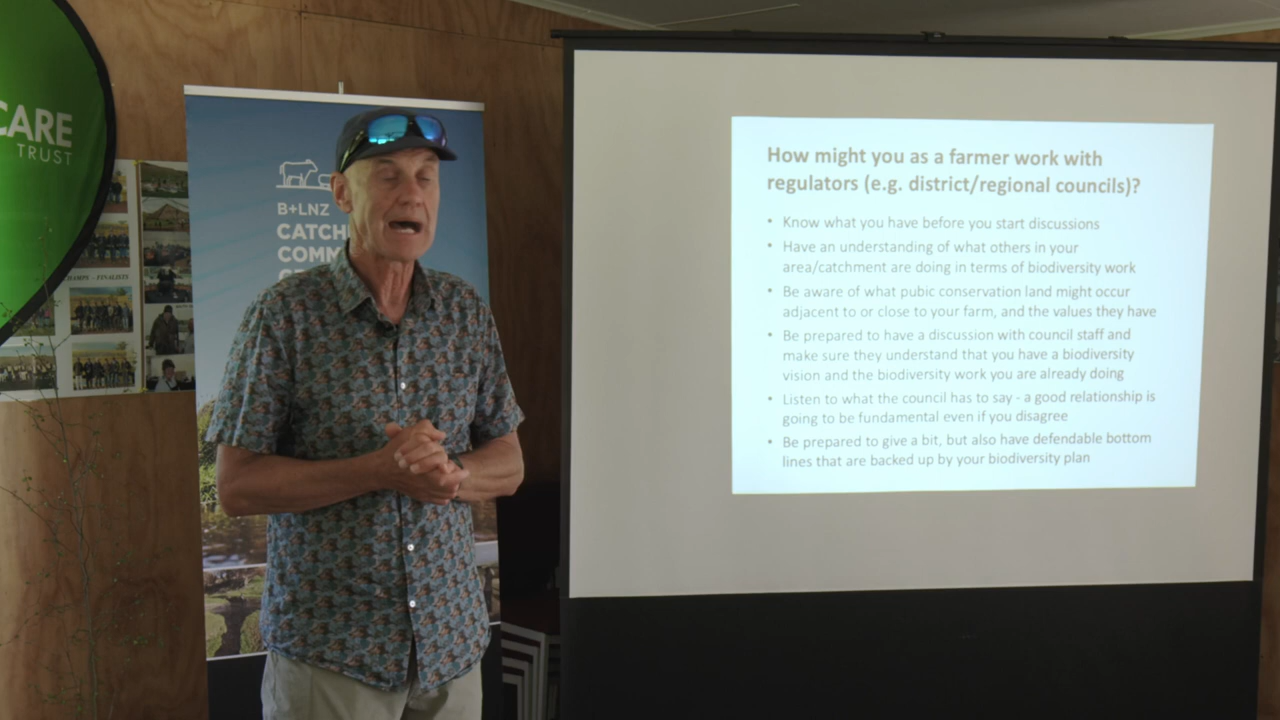 CARE
TRUST
B+LNZ
CATCH
COMM
How might you as a farmer work with
regulators (e.g. district/regional councils)?
• Know what you have before you start discussions
• Have an understanding of what others in your
area/catchment are doing in terms of biodiversity work
• Be aware of what pubic conservation land might occur
adjacent to or close to your farm, and the values they have
• Be prepared to have a discussion with council staff and
make sure they understand that you have a biodiversity
vision and the biodiversity work you are already doing
• Listen to what the council has to say - a good relationship is
going to be fundamental even if you disagree
• Be prepared to give a bit, but also have defendable bottom
lines that are backed up by your biodiversity plan